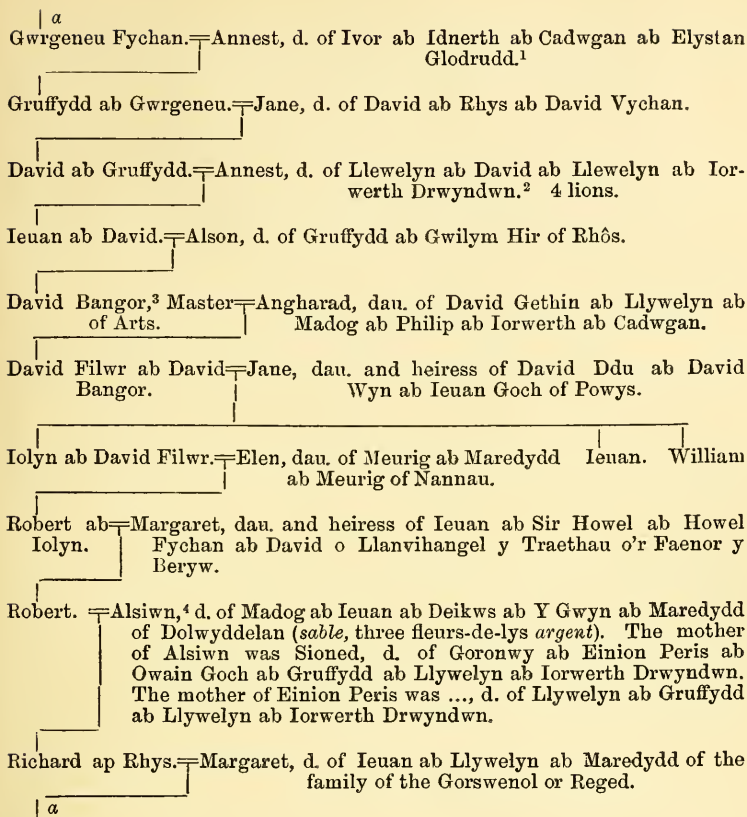 a
Gwrgeneu Fychan.=Annest, d. of Ivor ab Idnerth ab Cadwgan ab Elystan
Glodrudd.¹
Gruffydd ab Gwrgeneu.=Jane, d. of David ab Rhys ab David Vychan.
David ab Gruffydd.=Annest, d. of Llewelyn ab David ab Llewelyn ab Ior-
werth Drwyndwn.² 4 lions.
Ieuan ab David.=Alson, d. of Gruffydd ab Gwilym Hir of Rhôs.
David Bangor,³ Master=Angharad, dau. of David Gethin ab Llywelyn ab
of Arts. Madog ab Philip ab Iorwerth ab Cadwgan.
David Filwr ab David=Jane, dau. and heiress of David Ddu ab David
Bangor. Wyn ab Ieuan Goch of Powys.
Iolyn ab David Filwr.=Elen, dau. of Meurig ab Maredydd Ieuan. William
ab Meurig of Nannau.
Robert ab=Margaret, dau. and heiress of Ieuan ab Sir Howel ab Howel
Iolyn. Fychan ab David o Llanvihangel y Traethau o'r Faenor y
Beryw.
Robert. =Alsiwn,⁴ d. of Madog ab Ieuan ab Deikws ab Y Gwyn ab Maredydd
of Dolwyddelan (sable, three fleurs-de-lys argent). The mother
of Alsiwn was Sioned, d. of Goronwy ab Einion Peris ab
Owain Goch ab Gruffydd ab Llywelyn ab Iorwerth Drwyndwn.
The mother of Einion Peris was ..., d. of Llywelyn ab Gruffydd
ab Llywelyn ab Iorwerth Drwyndwn.
Richard ap Rhys.=Margaret, d. of Ieuan ab Llywelyn ab Maredydd of the
family of the Gorswenol or Reged.
a